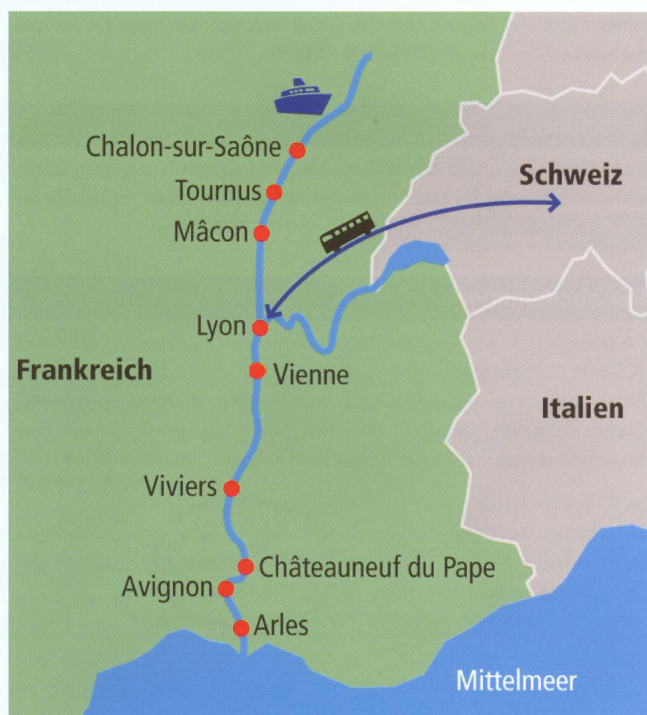 Chalon-sur-Saône
Tournus
Schweiz
Mâcon
Lyon
Frankreich
Vienne
Italien
Viviers
Châteauneuf du Pape
Avignon
Arles
Mittelmeer